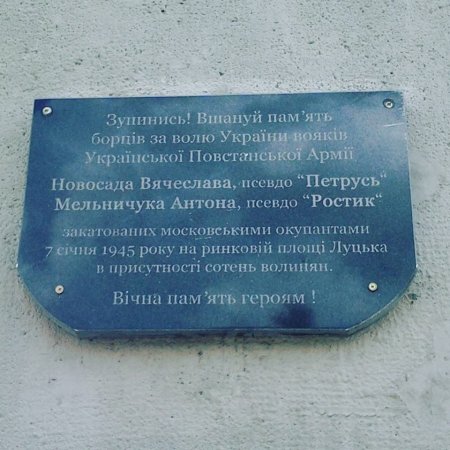 Зупинись! Вшануй пам'ять
борців за волю України вояків
Української Повстанської Армії
Новосада Вячеслава, псевдо "Петрусь"
Мельничука Антона, псевдо "Ростик"
закатованих московськими окупантами
7 січня 1945 року на ринковій площі Луцька
в присутності сотень волинян.
Вічна пам'ять героям !